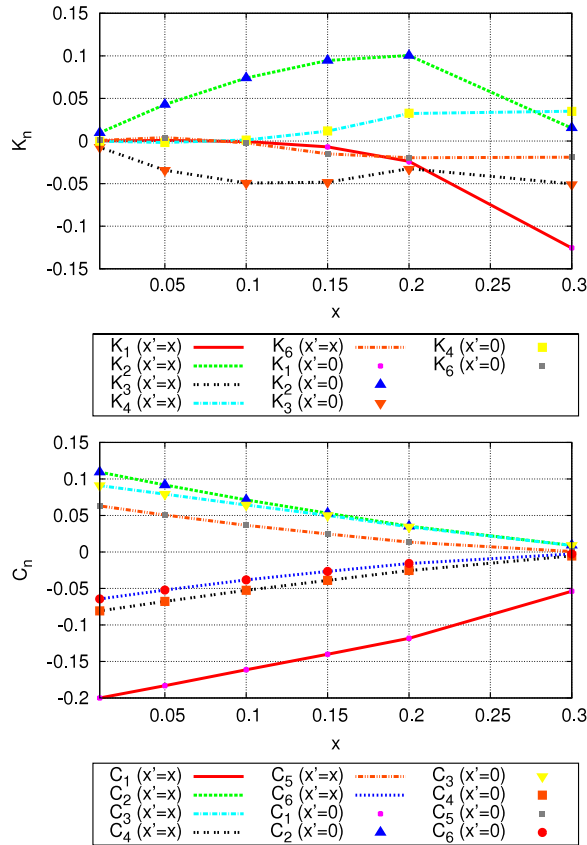 0.15
0.1
0.05
0
-0.05
-0.1
-0.15
K_n
0.05 0.1 0.15 0.2 0.25 0.3
x
K_1 (x'=x) K_6 (x'=x) K_4 (x'=0)
K_2 (x'=x) K_1 (x'=0) K_6 (x'=0)
K_3 (x'=x) K_2 (x'=0)
K_4 (x'=x) K_3 (x'=0)
0.15
0.1
0.05
0
-0.05
-0.1
-0.15
-0.2
C_n
0.05 0.1 0.15 0.2 0.25 0.3
x
C_1 (x'=x) C_5 (x'=x) C_3 (x'=0)
C_2 (x'=x) C_6 (x'=x) C_4 (x'=0)
C_3 (x'=x) C_1 (x'=0) C_5 (x'=0)
C_4 (x'=x) C_2 (x'=0) C_6 (x'=0)